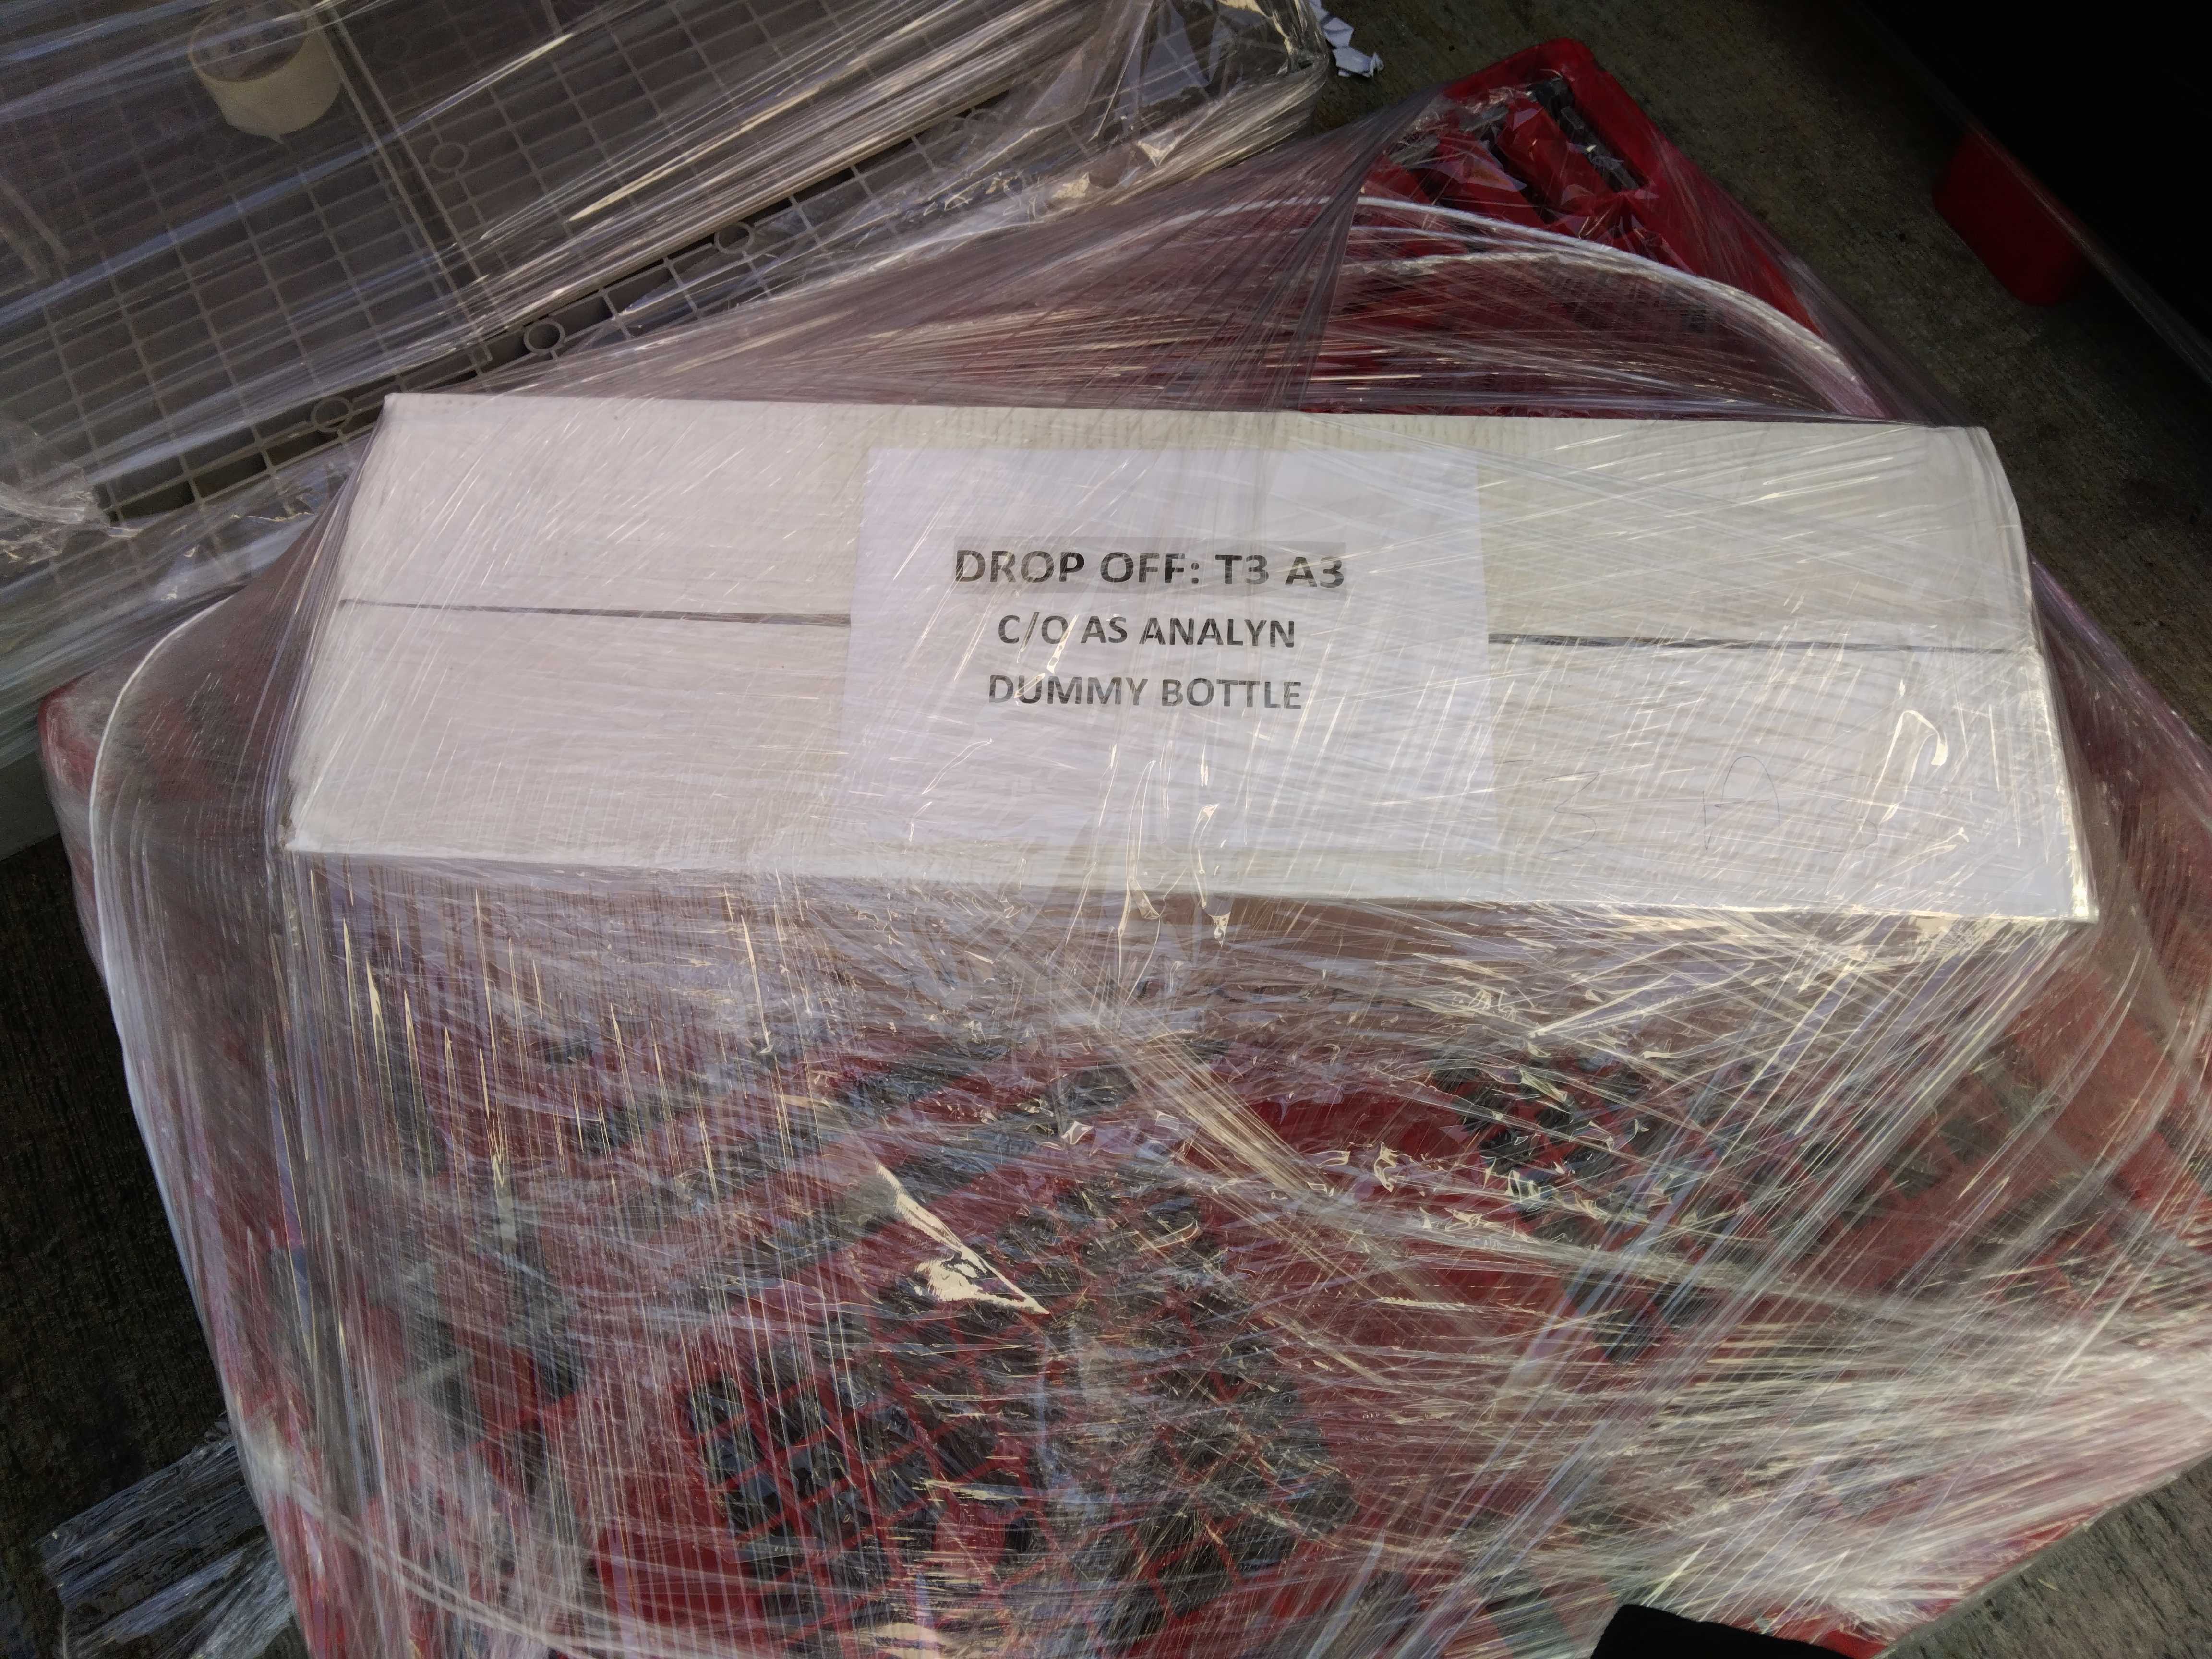 DROP OFF: T3 A3
C/O AS ANALYN
DUMMY BOTTLE